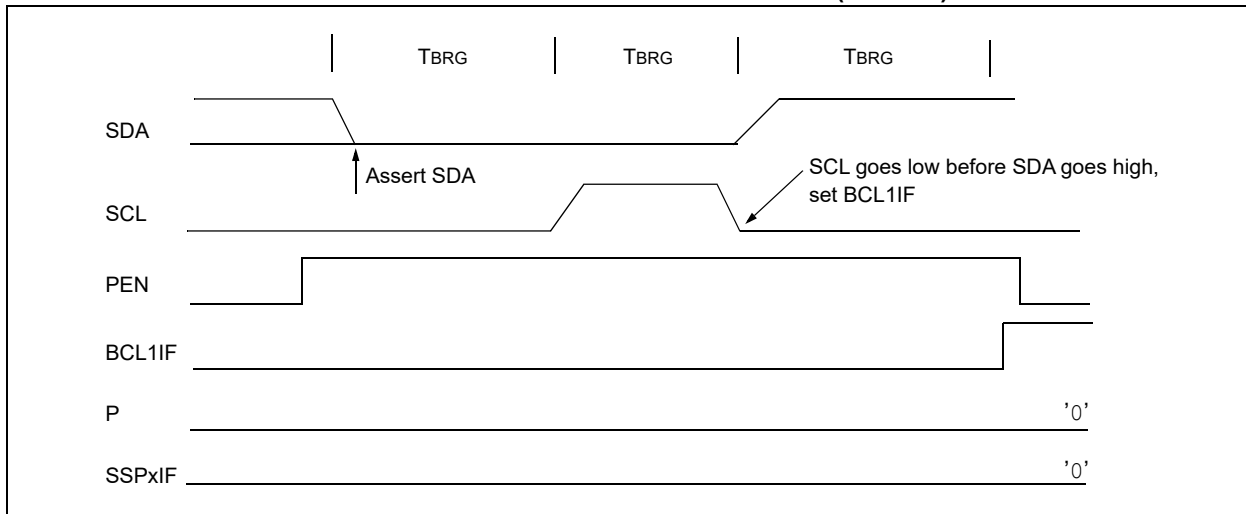 TBRG TBRG TBRG
SDA
Assert SDA
SCL goes low before SDA goes high,
set BCL1IF
SCL
PEN
BCL1IF
P '0'
SSPxIF '0'